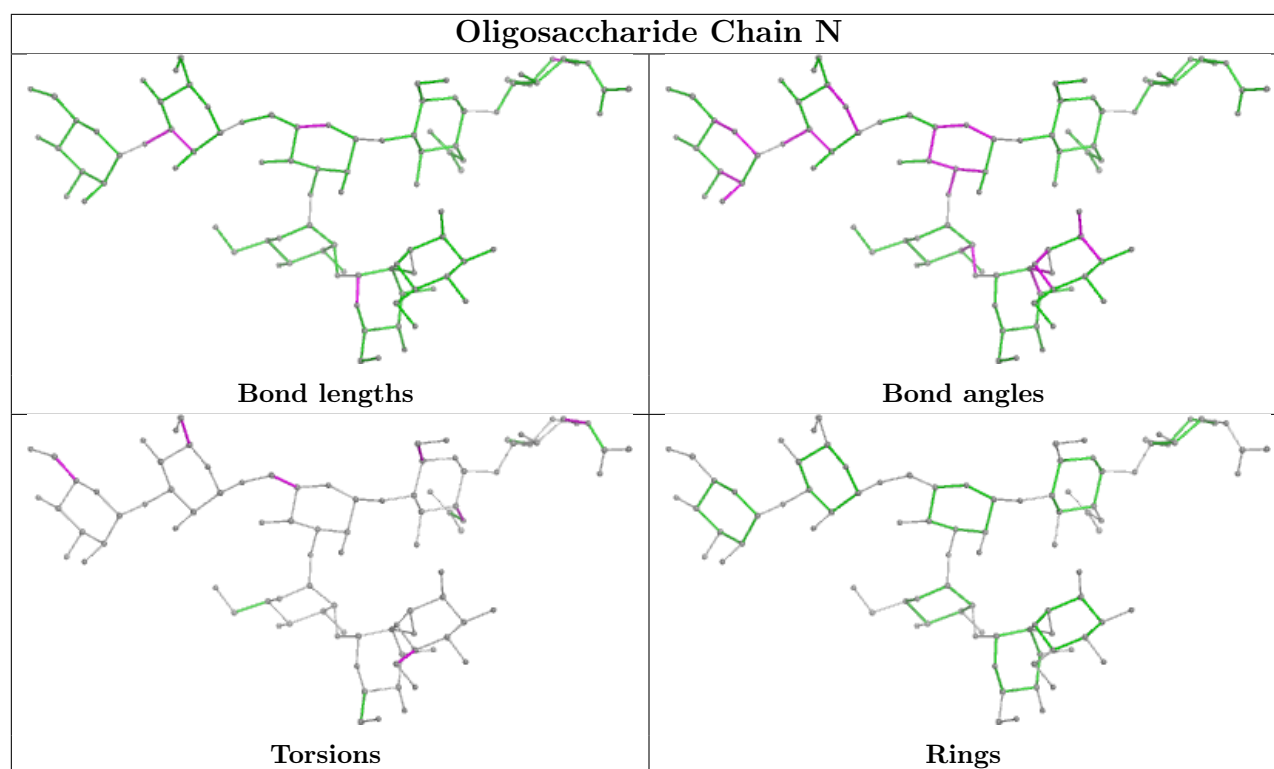 Oligosaccharide Chain N
Bond lengths
Bond angles
Torsions
Rings